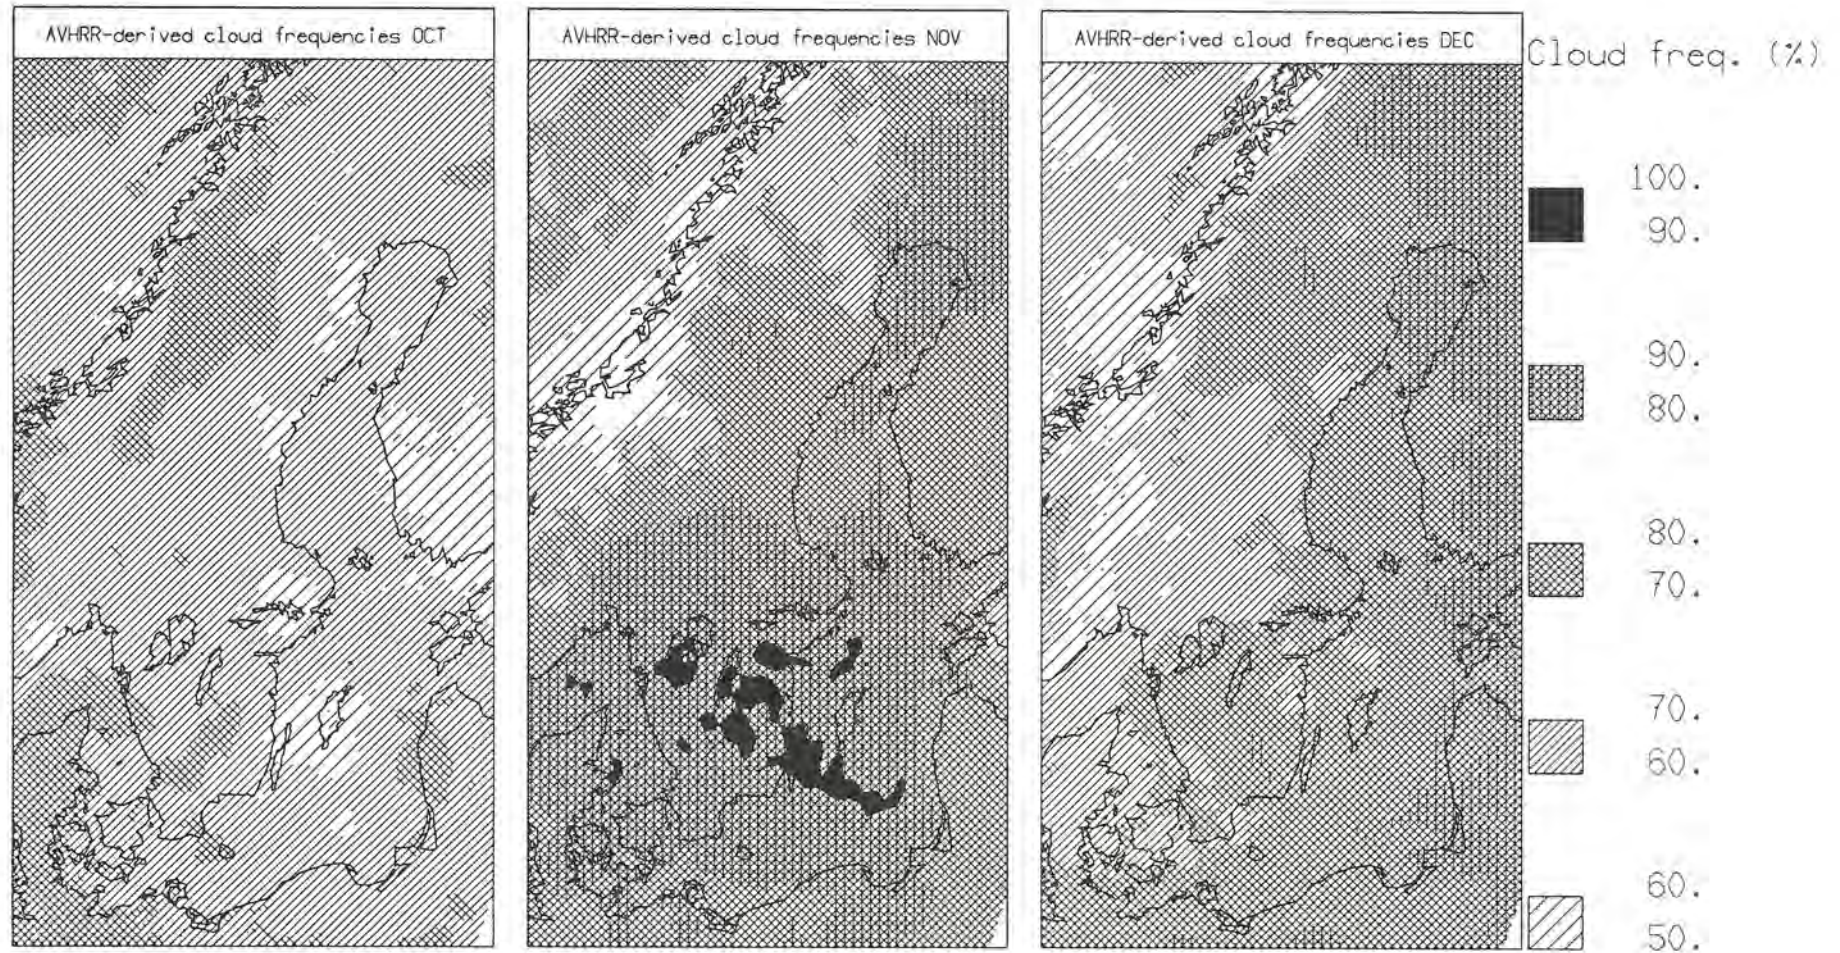 AVHRR-derived cloud frequencies OCT
AVHRR-derived cloud frequencies NOV
AVHRR-derived cloud frequencies DEC
Cloud freq. (%)
100.
90.
90.
80.
80.
70.
70.
60.
60.
50.